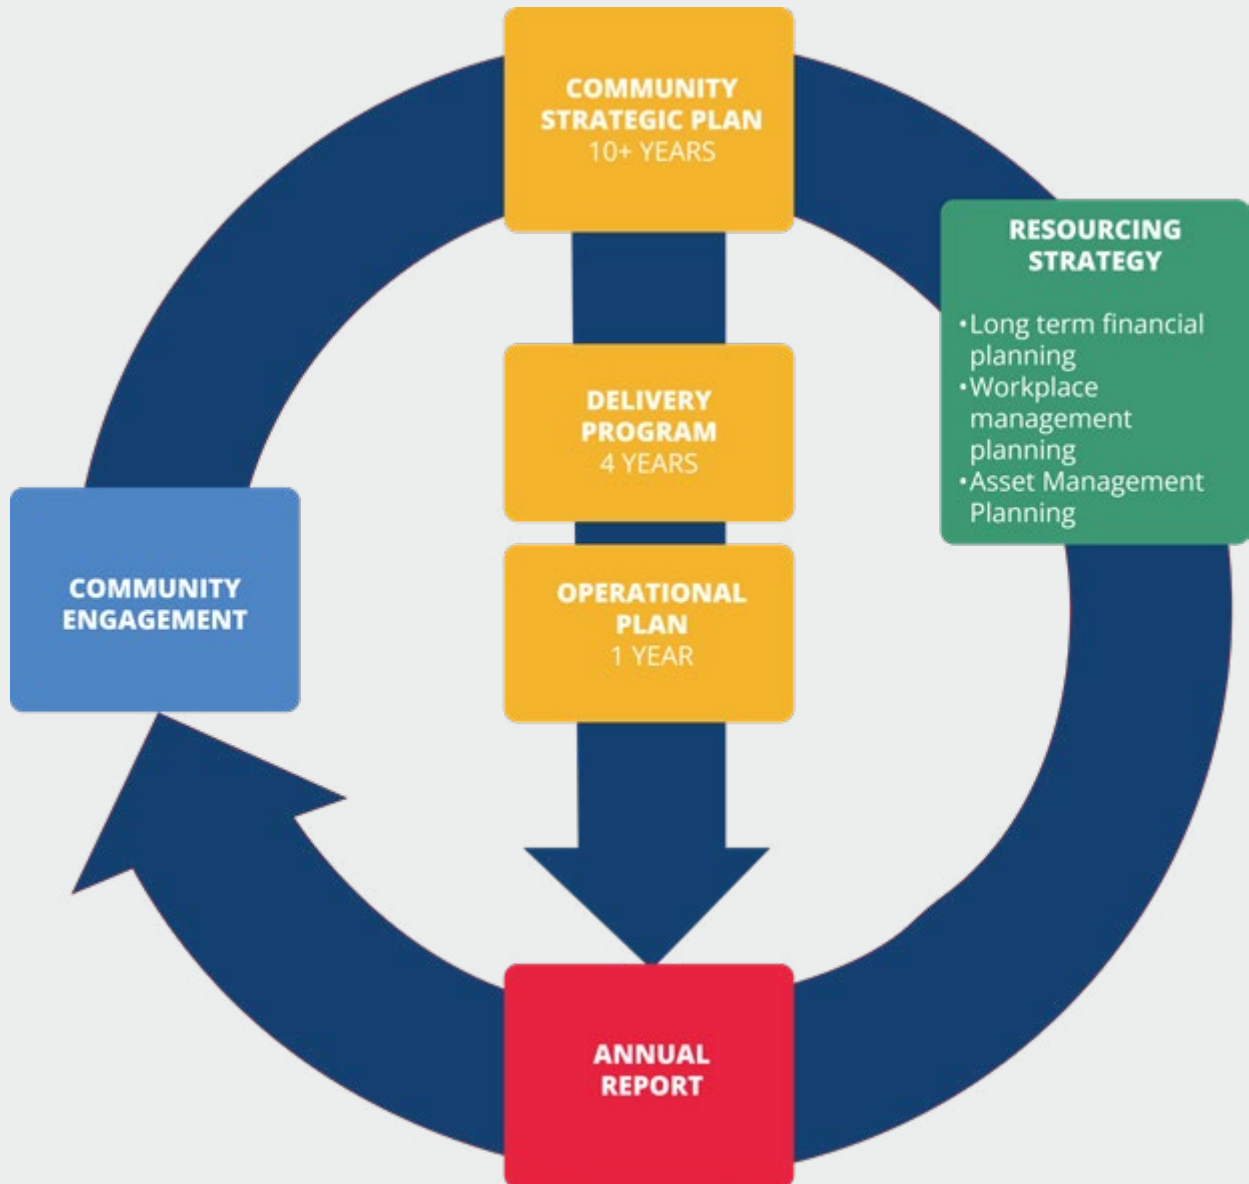 COMMUNITY
STRATEGIC PLAN
10+ YEARS
RESOURCING
STRATEGY
•Long term financial
planning
•Workplace
management
planning
•Asset Management
Planning
DELIVERY
PROGRAM
4 YEARS
COMMUNITY
ENGAGEMENT
OPERATIONAL
PLAN
1 YEAR
ANNUAL
REPORT